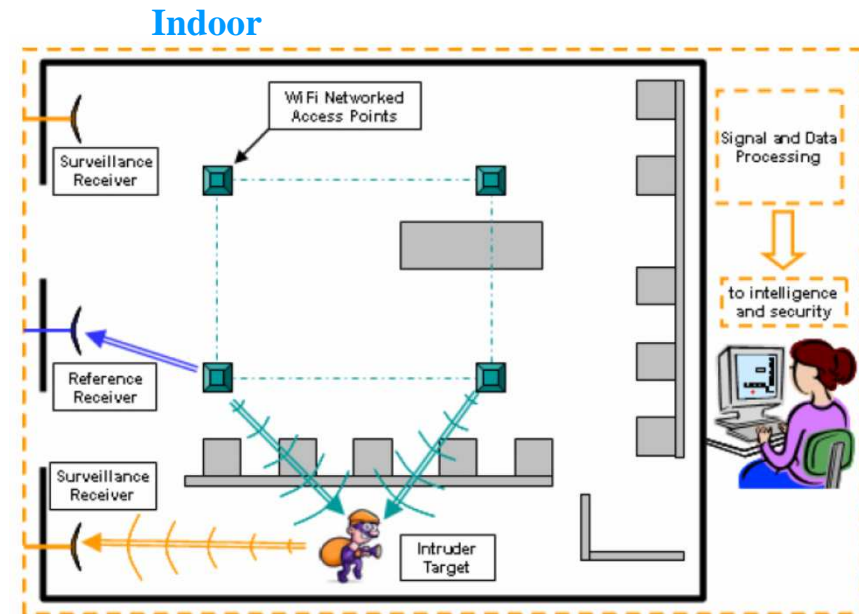 Indoor
WiFi Networked
Access Points
Surveillance
Receiver
Signal and Data
Processing
to intelligence
and security
Reference
Receiver
Surveillance
Receiver
Intruder
Target